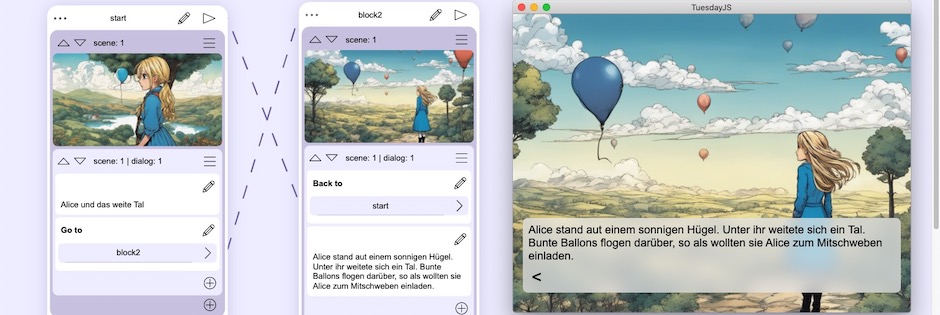 start
scene: 1
scene: 1 | dialog: 1
Alice und das weite Tal
Go to
block2
block2
scene: 1
scene: 1 | dialog: 1
Back to
start
Alice stand aut einem sonnigen Hügel.
Unter ihr weitete sich ein Tal. Bunte
Ballons flogen darüber, so als wollten sie
Alice zum Mitschweben einladen.
TuesdayJS
Alice stand aut einem sonnigen Hügel. Unter ihr weitete sich ein Tal.
Bunte Ballons flogen darüber, so als wollten sie Alice zum Mitschweben
einladen.
<